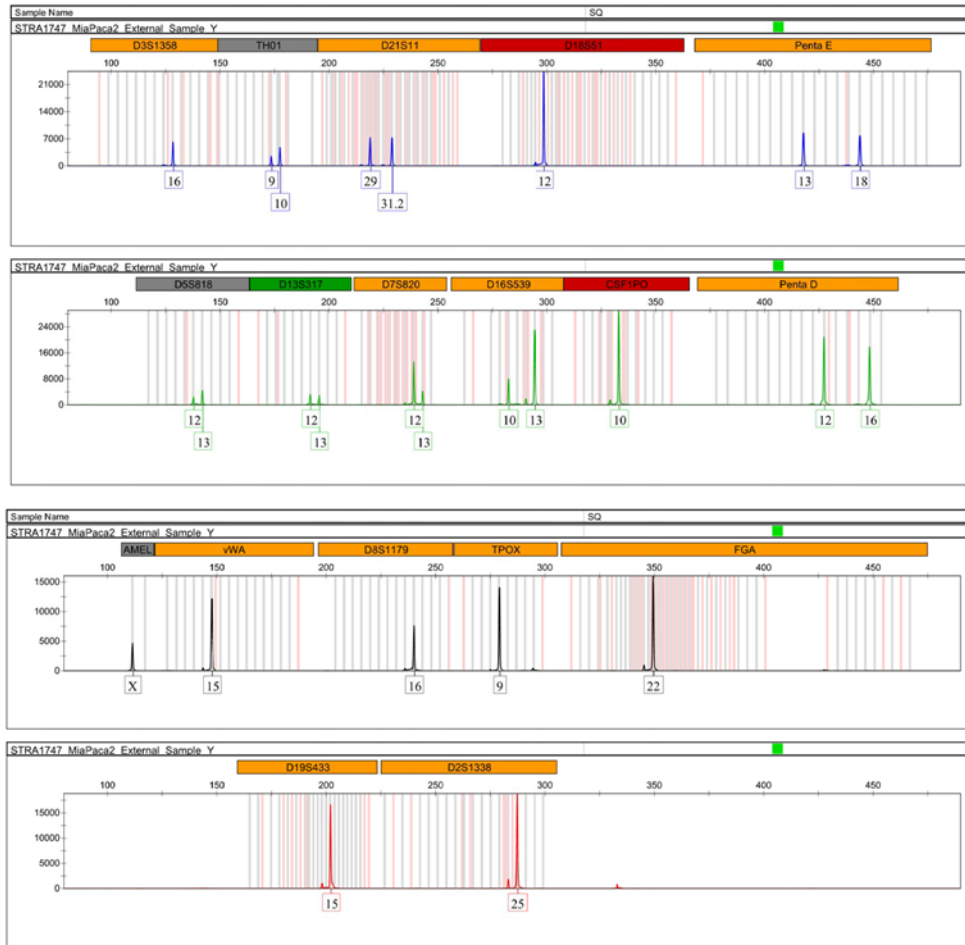 Sample Name SQ
STRA1747_MiaPaca2_External_Sample_Y
D3S1358 TH01 D21S11 D18S51 Penta E
100 150 200 250 300 350 400 450
21000
14000
7000
0
16 9 29 12 13 18
10 31.2
STRA1747_MiaPaca2_External_Sample_Y
D5S818 D13S317 D7S820 D16S539 CSF1PO Penta D
100 150 200 250 300 350 400 450
24000
16000
8000
0
12 12 12 10 13 10 12 16
13 13 13
Sample Name SQ
STRA1747_MiaPaca2_External_Sample_Y
AMEL vWA D8S1179 TPOX FGA
100 150 200 250 300 350 400 450
15000
10000
5000
0
X 15 16 9 22
STRA1747_MiaPaca2_External_Sample_Y
D19S433 D2S1338
100 150 200 250 300 350 400 450
15000
10000
5000
0
15 25